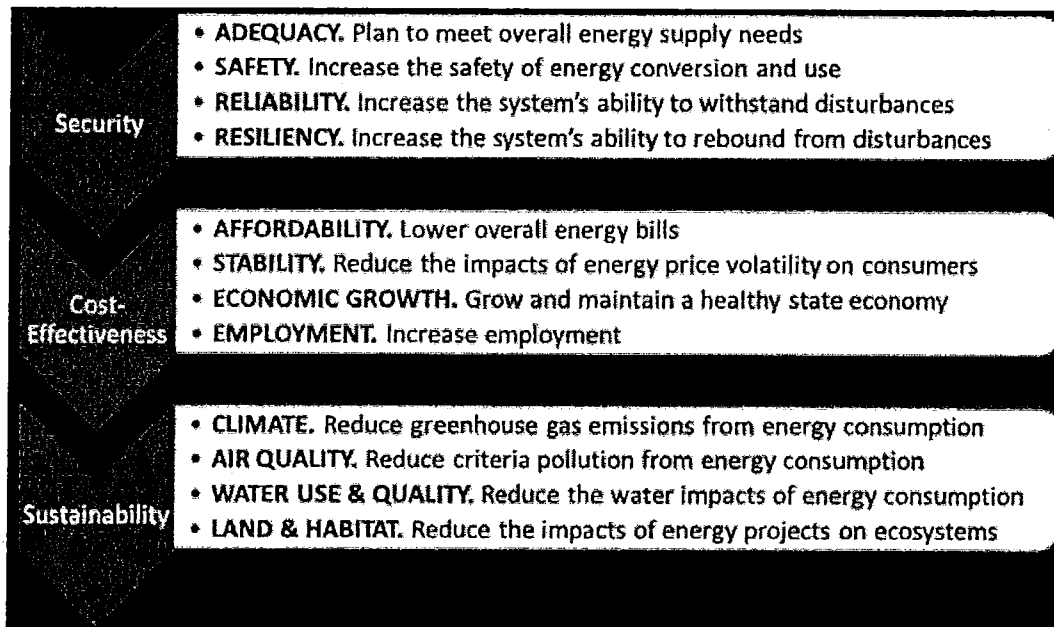 Security
• ADEQUACY. Plan to meet overall energy supply needs
• SAFETY. Increase the safety of energy conversion and use
• RELIABILITY. Increase the system's ability to withstand disturbances
• RESILIENCY. Increase the system's ability to rebound from disturbances
Cost-
Effectiveness
• AFFORDABILITY. Lower overall energy bills
• STABILITY. Reduce the impacts of energy price volatility on consumers
• ECONOMIC GROWTH. Grow and maintain a healthy state economy
• EMPLOYMENT. Increase employment
Sustainability
• CLIMATE. Reduce greenhouse gas emissions from energy consumption
• AIR QUALITY. Reduce criteria pollution from energy consumption
• WATER USE & QUALITY. Reduce the water impacts of energy consumption
• LAND & HABITAT. Reduce the impacts of energy projects on ecosystems